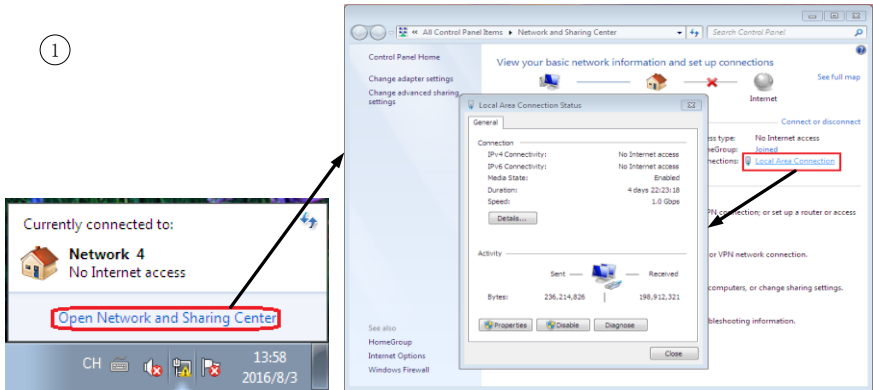 ①
Currently connected to:
Network 4
No Internet access
Open Network and Sharing Center
CH
13:58
2016/8/3
« All Control Panel Items ▸ Network and Sharing Center
Search Control Panel
Control Panel Home
Change adapter settings
Change advanced sharing
settings
See also
HomeGroup
Internet Options
Windows Firewall
View your basic network information and set up connections
See full map
Internet
Connect or disconnect
ess type: No Internet access
meGroup: Joined
nections: Local Area Connection
PN connection; or set up a router or access
or VPN network connection.
computers, or change sharing settings.
bleshooting information.
Local Area Connection Status
General
Connection
IPv4 Connectivity: No Internet access
IPv6 Connectivity: No Internet access
Media State: Enabled
Duration: 4 days 22:23:18
Speed: 1.0 Gbps
Details...
Activity
Sent — — Received
Bytes: 236,214,826 | 198,912,321
Properties Disable Diagnose
Close